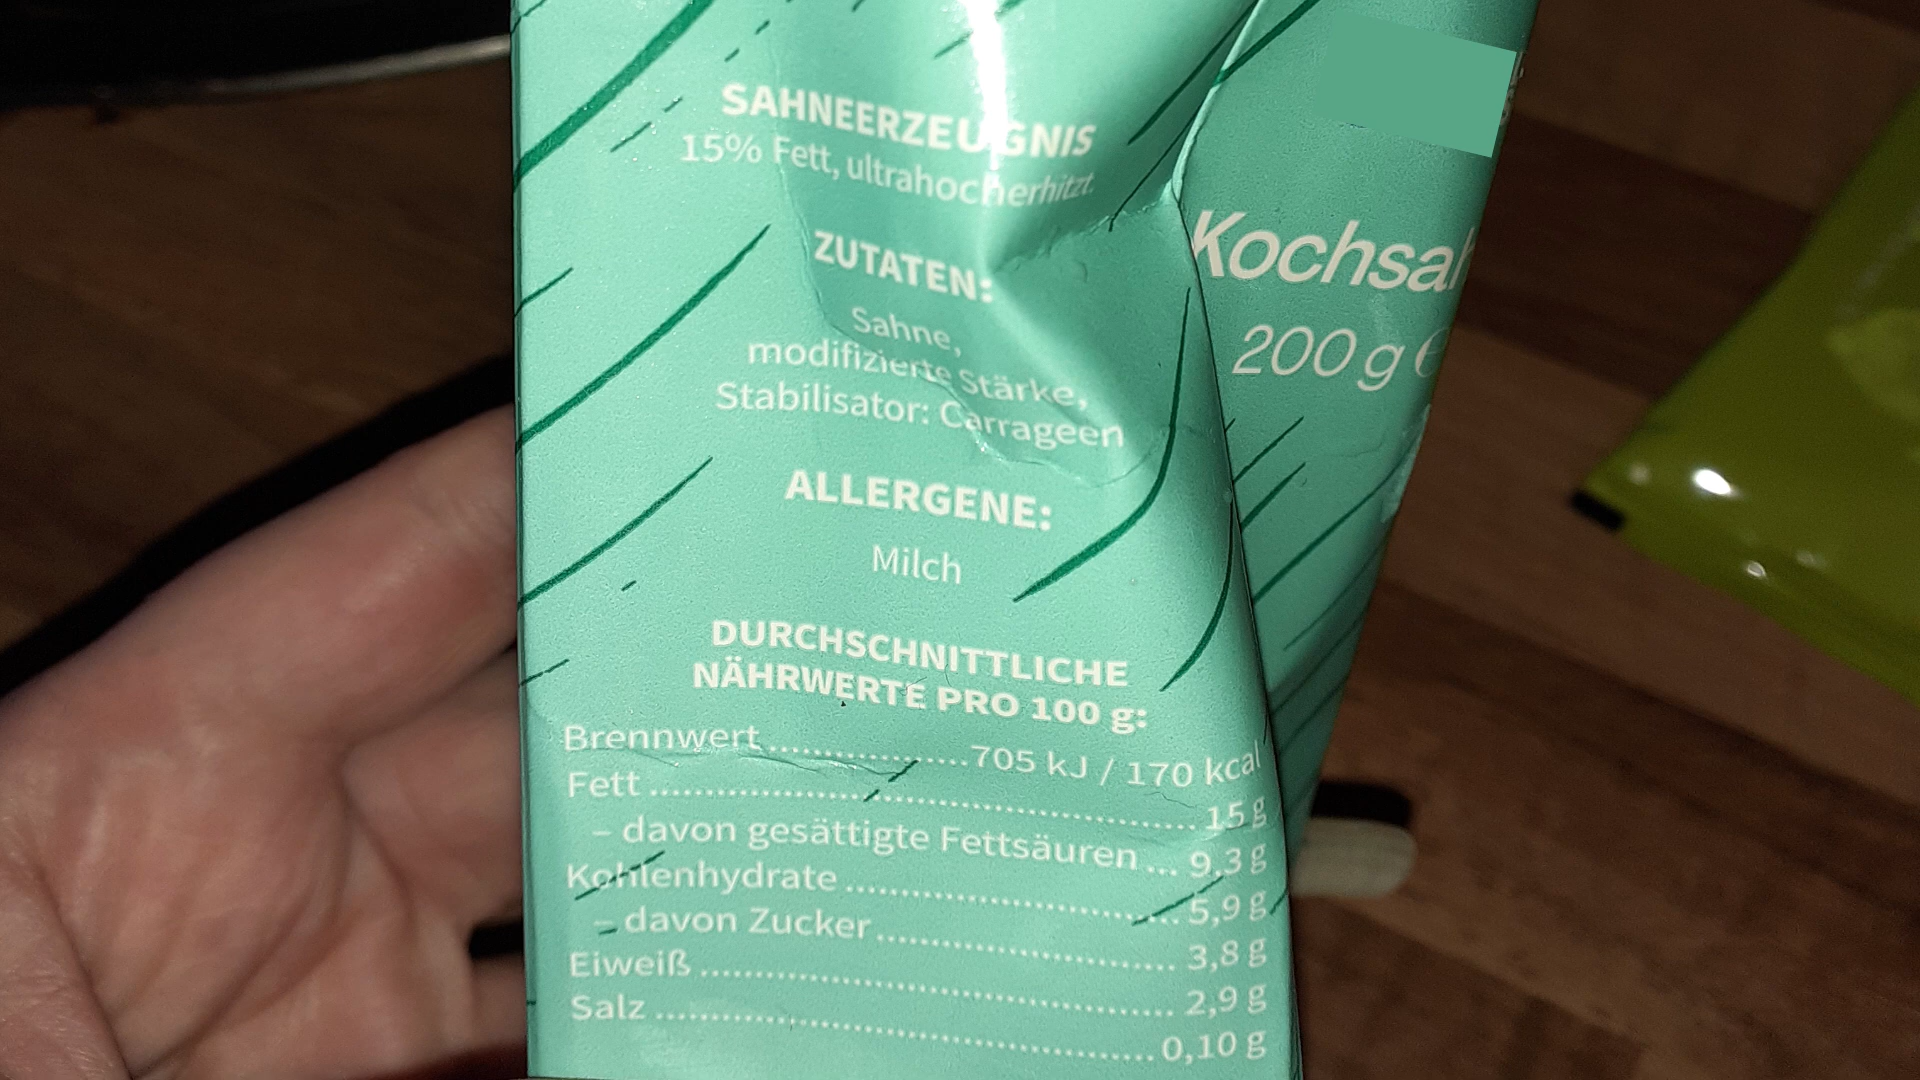 SAHNEERZEUGNIS
15% Fett, ultrahocherhitzt.
ZUTATEN:
Sahne,
modifizierte Stärke,
Stabilisator: Carrageen
ALLERGENE:
Milch
DURCHSCHNITTLICHE
NÄHRWERTE PRO 100 g:
Brennwert..................705 kJ / 170 kcal
Fett ............................................................ 15 g
– davon gesättigte Fettsäuren ... 9,3 g
Kohlenhydrate .................................... 5,9 g
– davon Zucker ................................ 3,8 g
Eiweiß .................................................... 2,9 g
Salz ...................................................... 0,10 g
Kochsah
200 g e